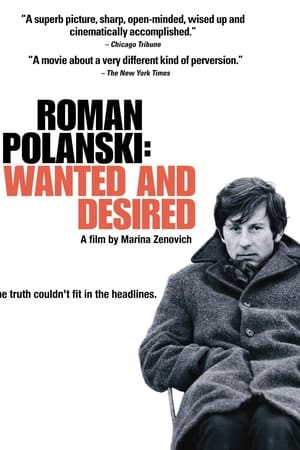 "A superb picture, sharp, open-minded, wised up and
cinematically accomplished."
– Chicago Tribune
"A movie about a very different kind of perversion."
– The New York Times
ROMAN
POLANSKI:
WANTED AND
DESIRED
A film by Marina Zenovich
he truth couldn't fit in the headlines.